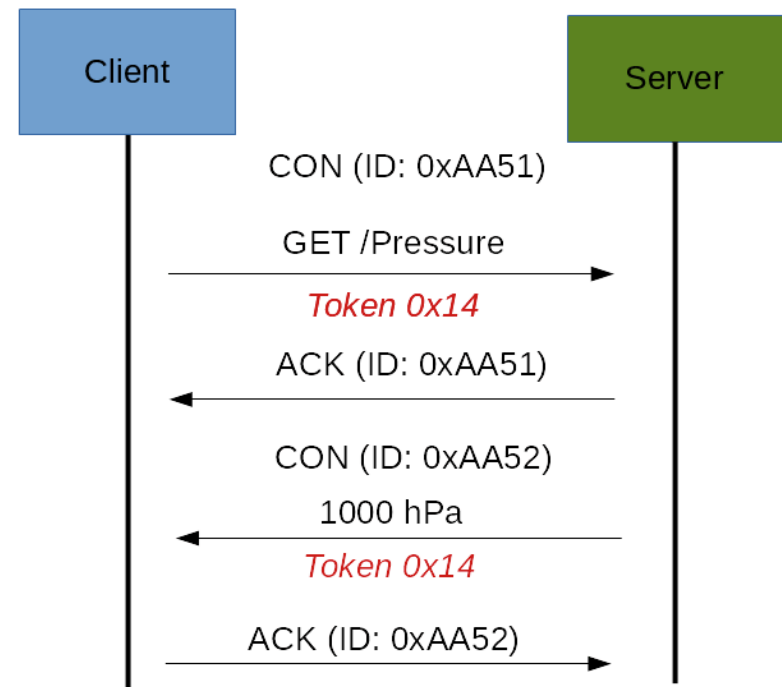 Client
Server
CON (ID: 0xAA51)
GET /Pressure
Token 0x14
ACK (ID: 0xAA51)
CON (ID: 0xAA52)
1000 hPa
Token 0x14
ACK (ID: 0xAA52)